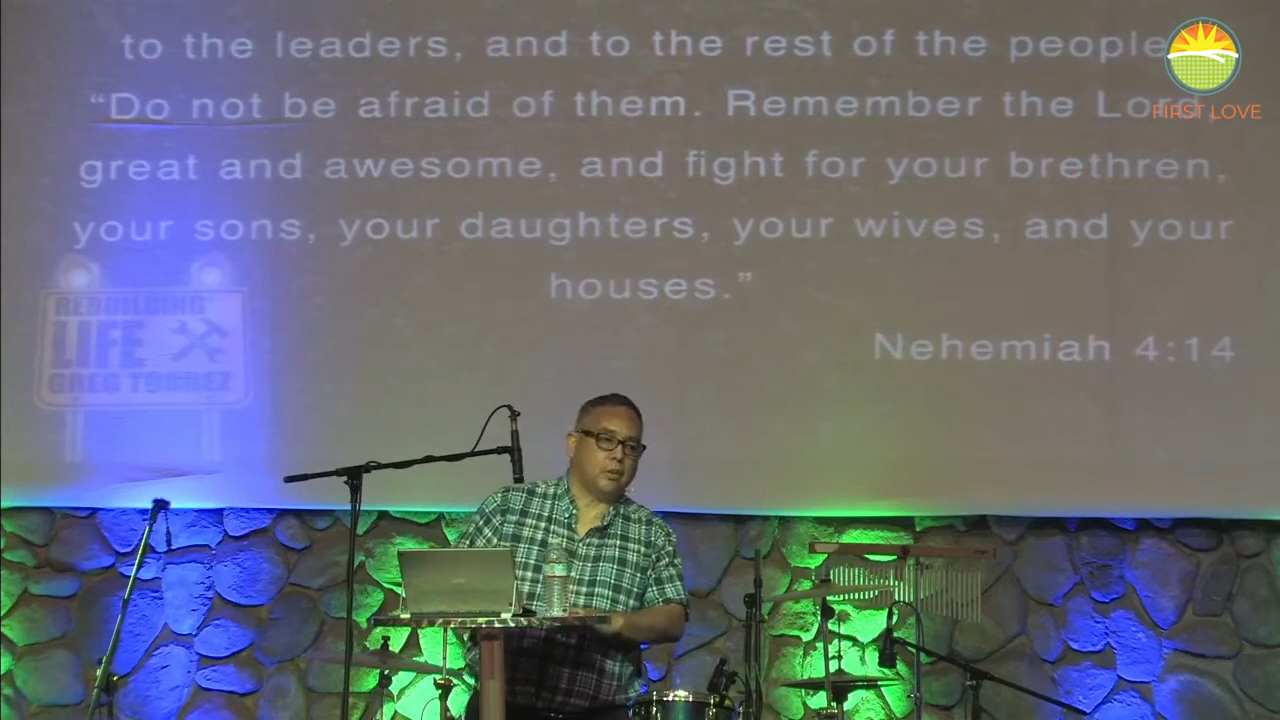 to the leaders, and to the rest of the people
“Do not be afraid of them. Remember the Lord,
great and awesome, and fight for your brethren,
your sons, your daughters, your wives, and your
houses.”
Nehemiah 4:14
FIRST LOVE
REBUILDING
LIFE
GREG TORREZ